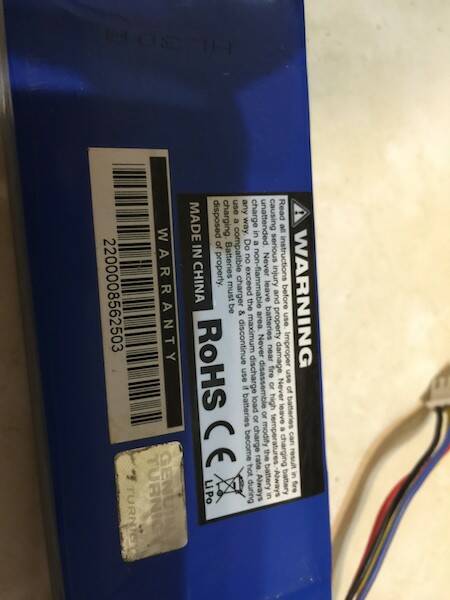 WARNING
Read all instructions before use. Improper use of batteries can result in fire
causing serious injury and property damage. Never leave a charging battery
unattended. Never leave batteries near fire or high temperatures. Always
charge in a non-flammable area. Never disassemble or modify the battery in
any way. Do not exceed the maximum discharge load or charge rate. Always
use a compatible charger & discontinue use if batteries become hot during
charging. Batteries must be
disposed of properly.
MADE IN CHINA
RoHS CE
Li Po
WARRANTY
2200008562503
TURNIGY